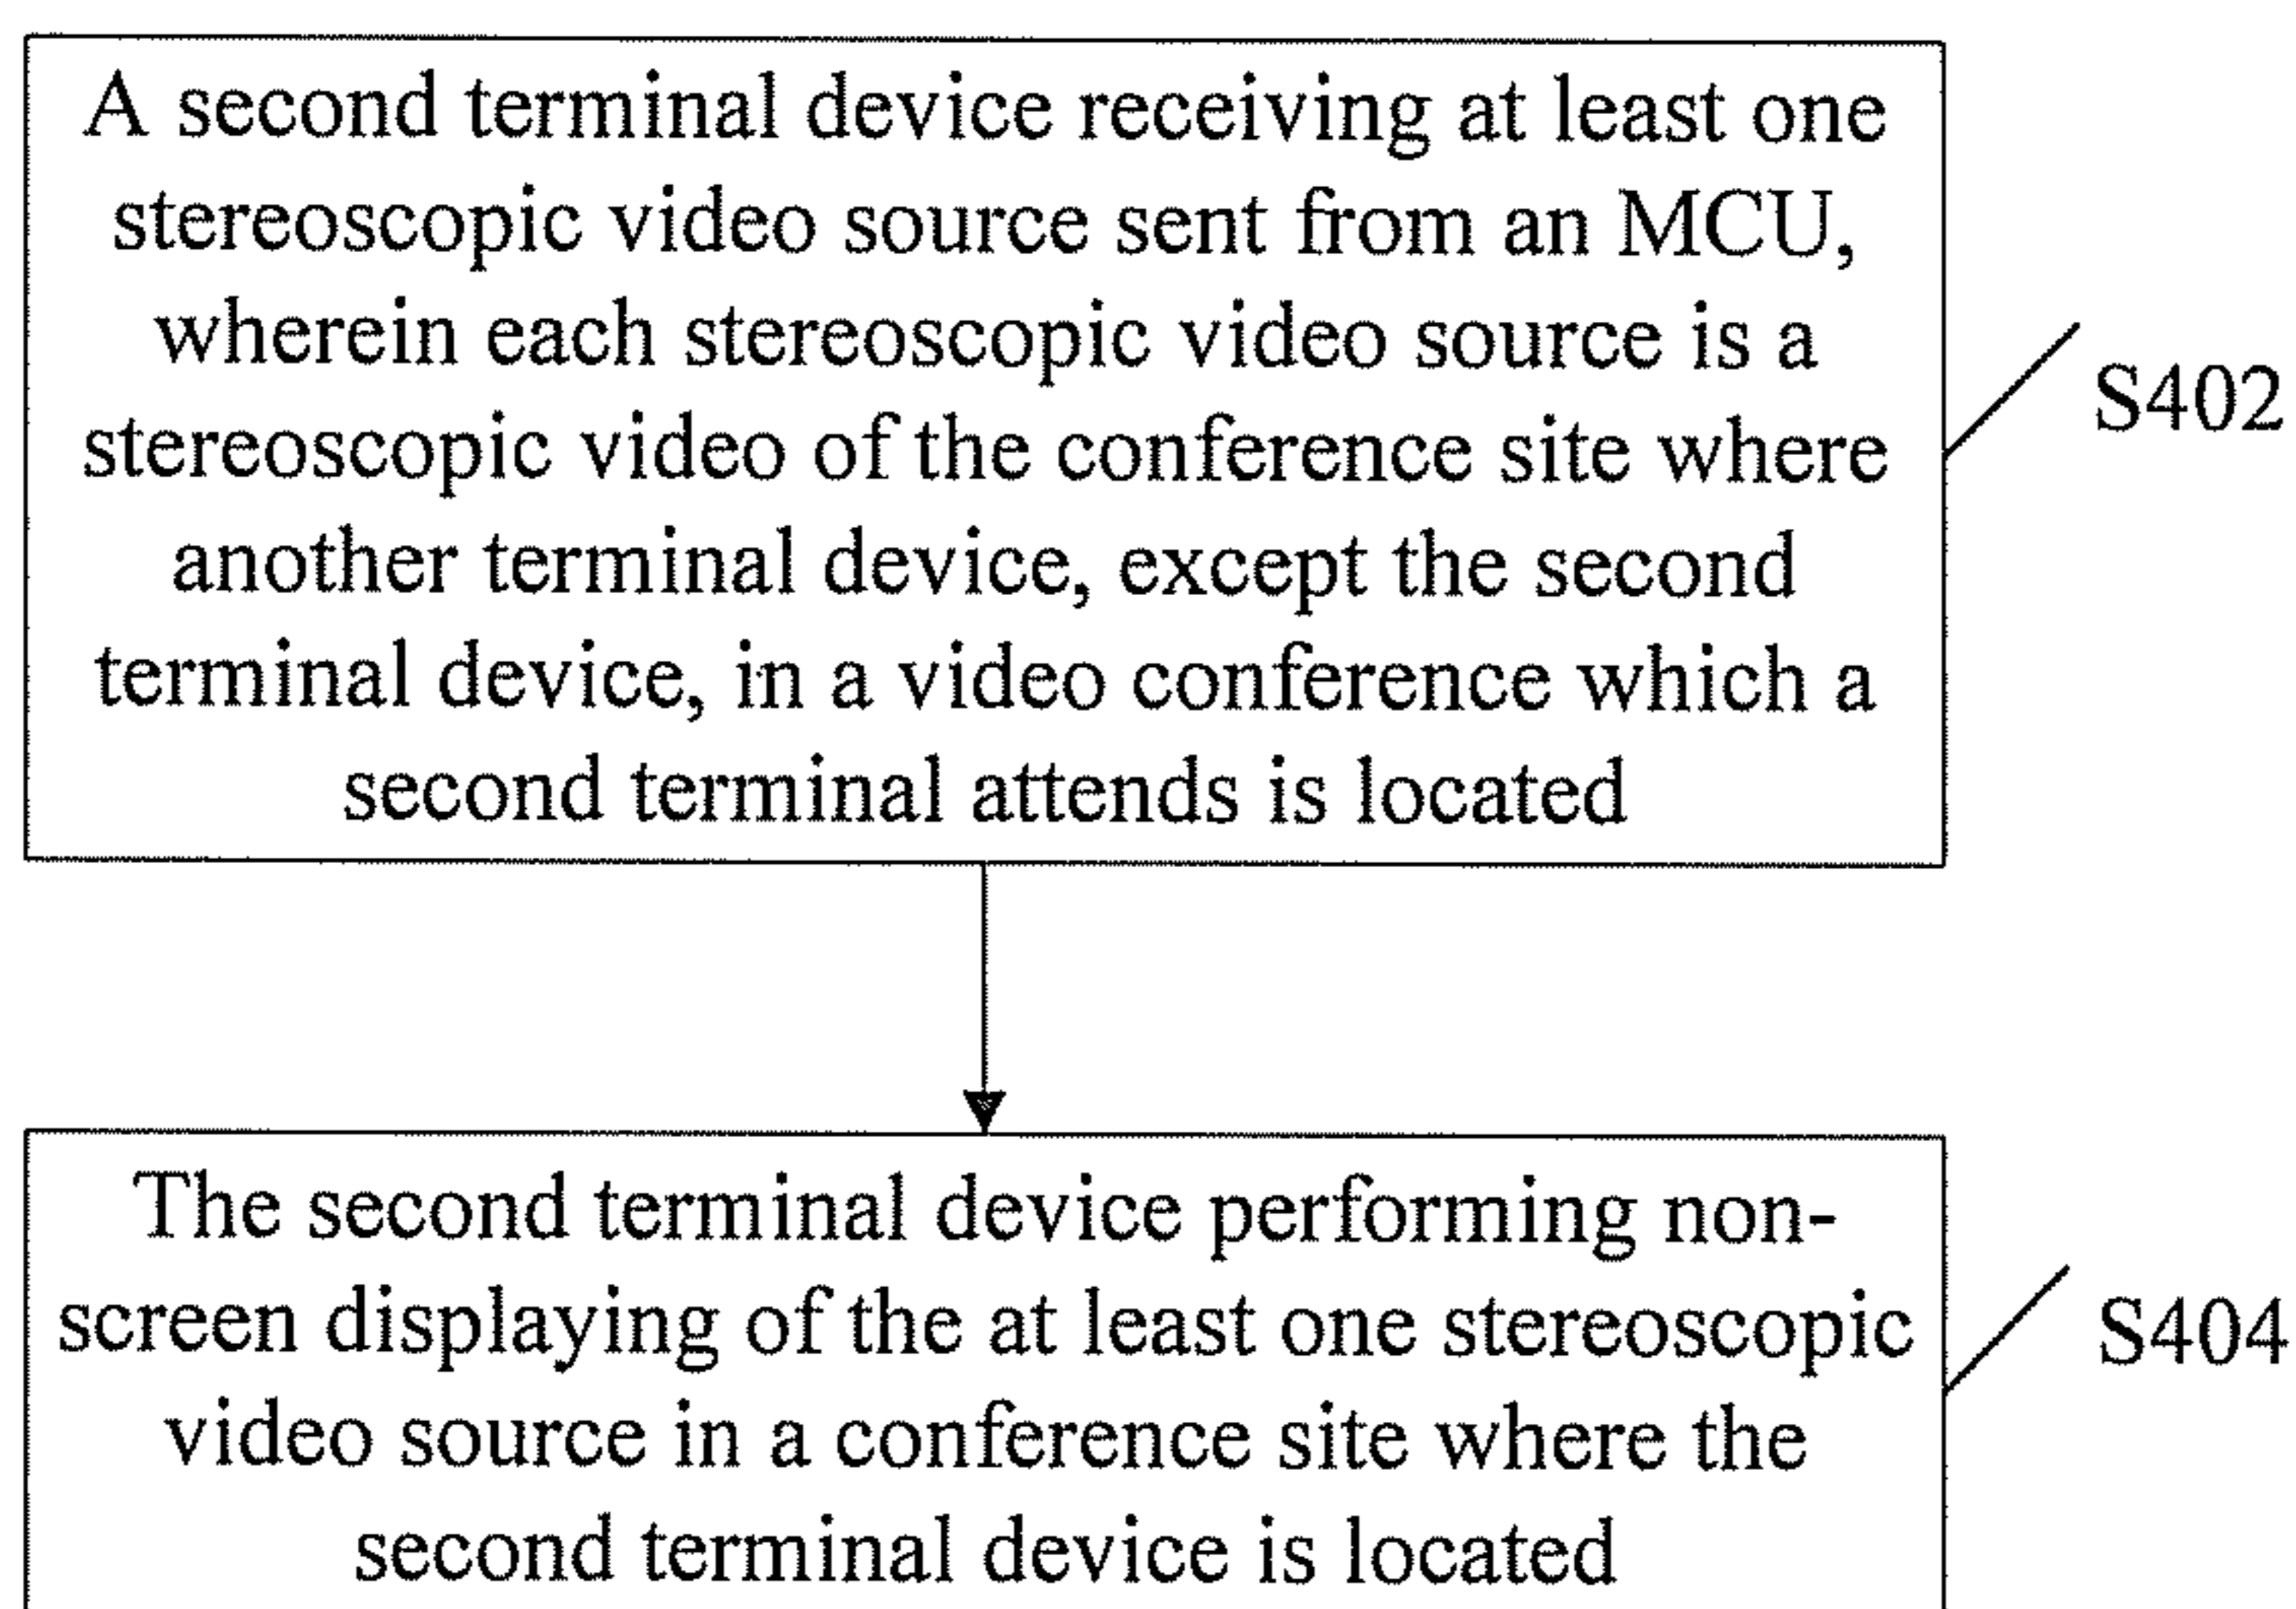 A second terminal device receiving at least one
stereoscopic video source sent from an MCU,
wherein each stereoscopic video source is a
stereoscopic video of the conference site where
another terminal device, except the second
terminal device, in a video conference which a
second terminal attends is located
S402
The second terminal device performing non-
screen displaying of the at least one stereoscopic
video source in a conference site where the
second terminal device is located
S404